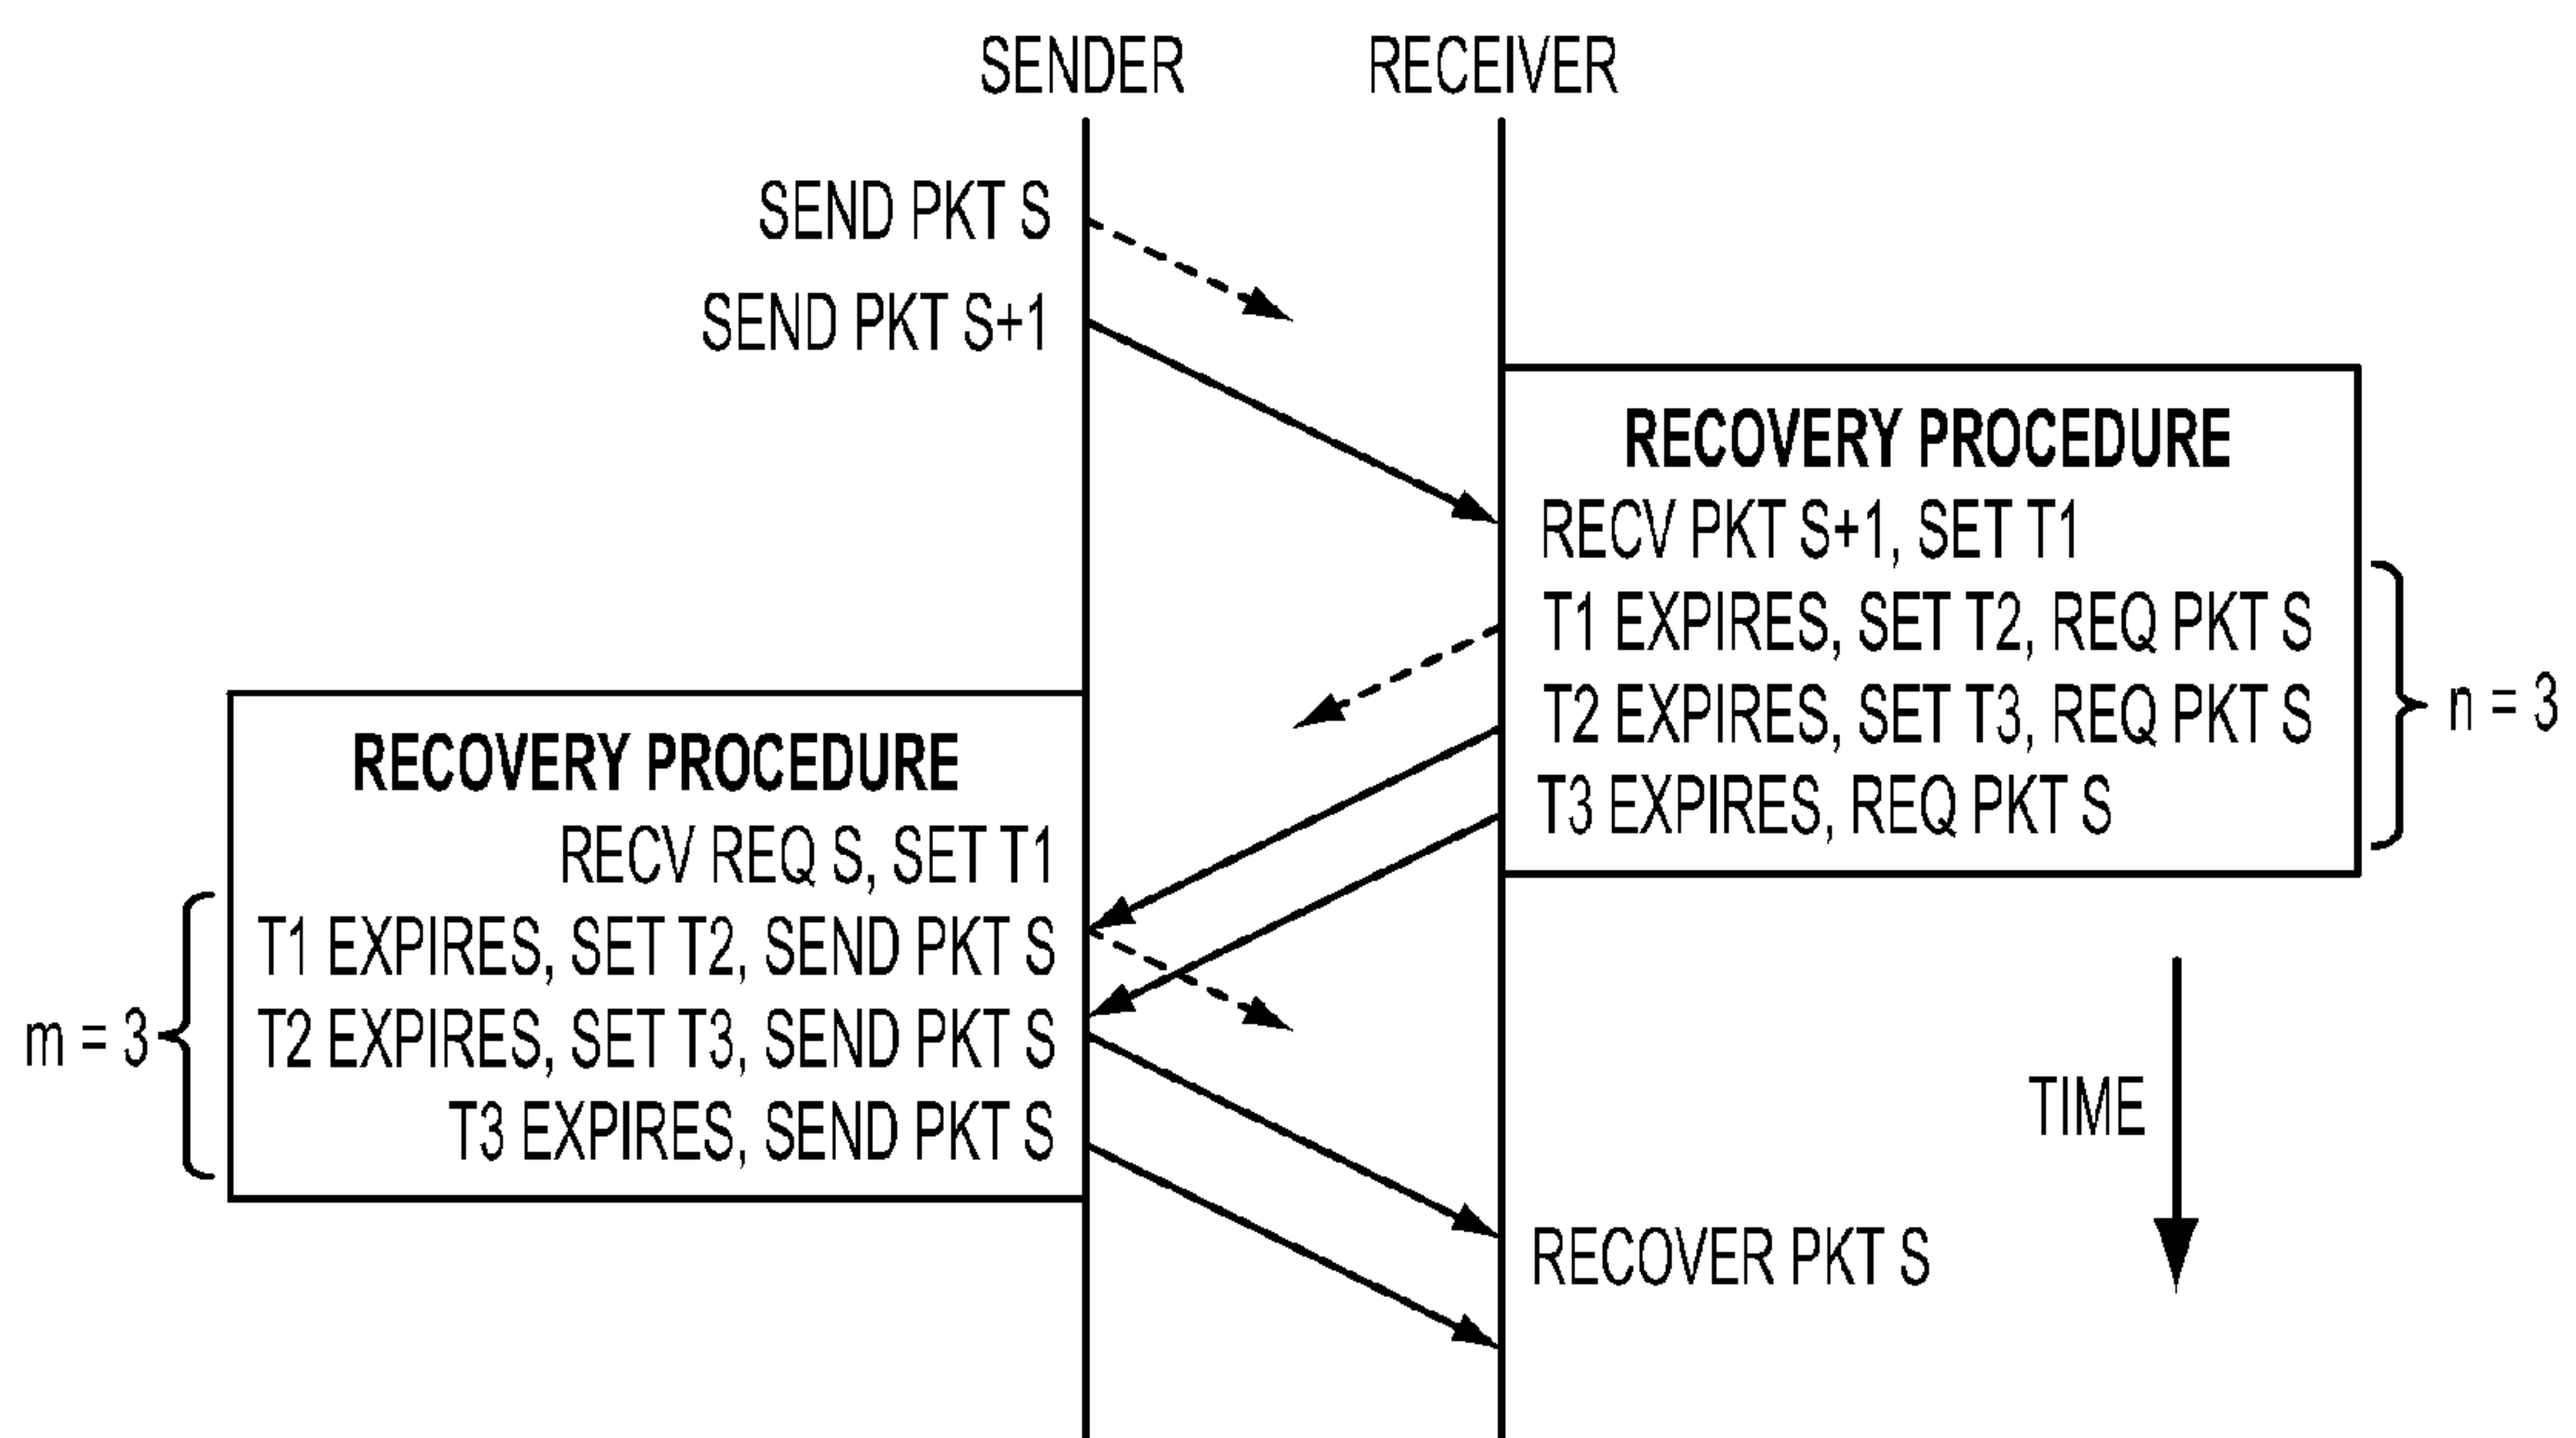 SENDER RECEIVER
SEND PKT S
SEND PKT S+1
RECOVERY PROCEDURE
RECV PKT S+1, SET T1
T1 EXPIRES, SET T2, REQ PKT S
T2 EXPIRES, SET T3, REQ PKT S
T3 EXPIRES, REQ PKT S
n = 3
RECOVERY PROCEDURE
RECV REQ S, SET T1
T1 EXPIRES, SET T2, SEND PKT S
T2 EXPIRES, SET T3, SEND PKT S
T3 EXPIRES, SEND PKT S
m = 3
TIME
RECOVER PKT S